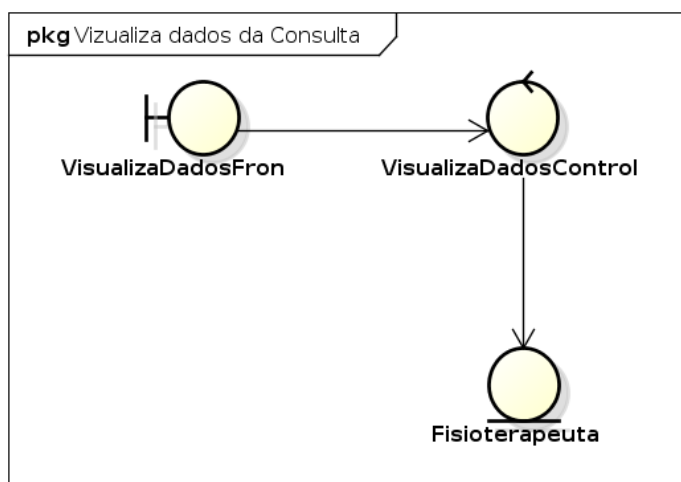 pkg Vizualiza dados da Consulta
VisualizaDadosFron
VisualizaDadosControl
Fisioterapeuta